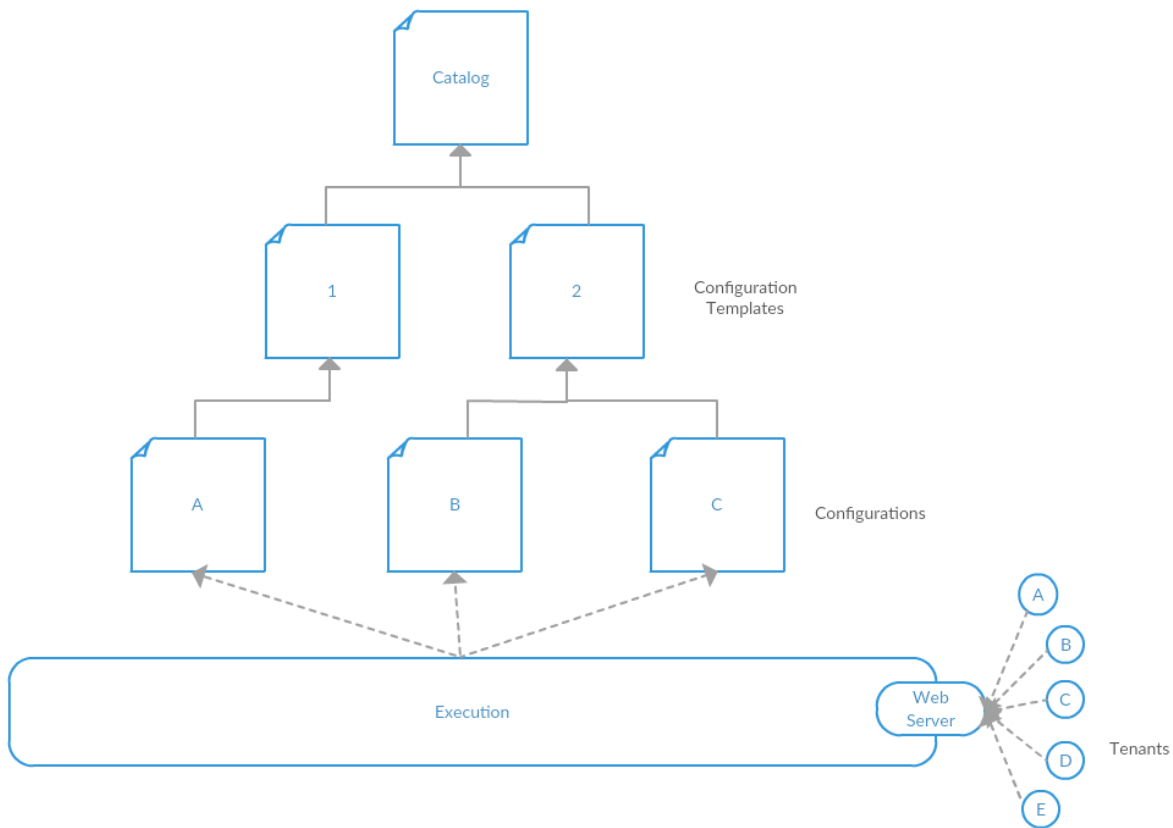 Catalog
1
2
Configuration
Templates
A
B
C
Configurations
A
B
Web
Server
C
Execution
D
Tenants
E